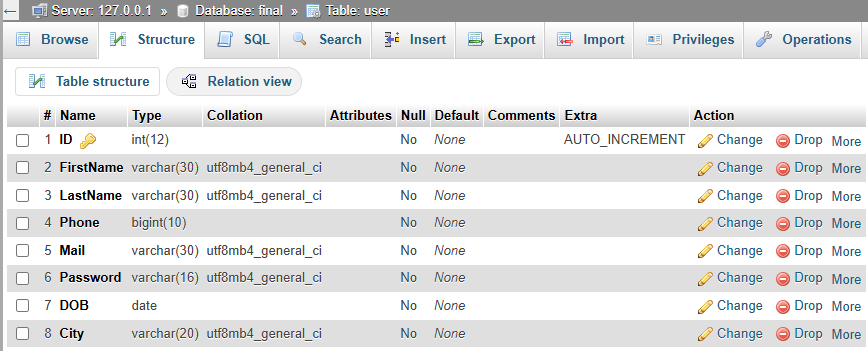 ← Server: 127.0.0.1 » Database: final » Table: user
Browse Structure SQL Search Insert Export Import Privileges Operations
Table structure Relation view
# Name Type Collation Attributes Null Default Comments Extra Action
1 ID int(12) No None AUTO_INCREMENT Change Drop More
2 FirstName varchar(30) utf8mb4_general_ci No None Change Drop More
3 LastName varchar(30) utf8mb4_general_ci No None Change Drop More
4 Phone bigint(10) No None Change Drop More
5 Mail varchar(30) utf8mb4_general_ci No None Change Drop More
6 Password varchar(16) utf8mb4_general_ci No None Change Drop More
7 DOB date No None Change Drop More
8 City varchar(20) utf8mb4_general_ci No None Change Drop More